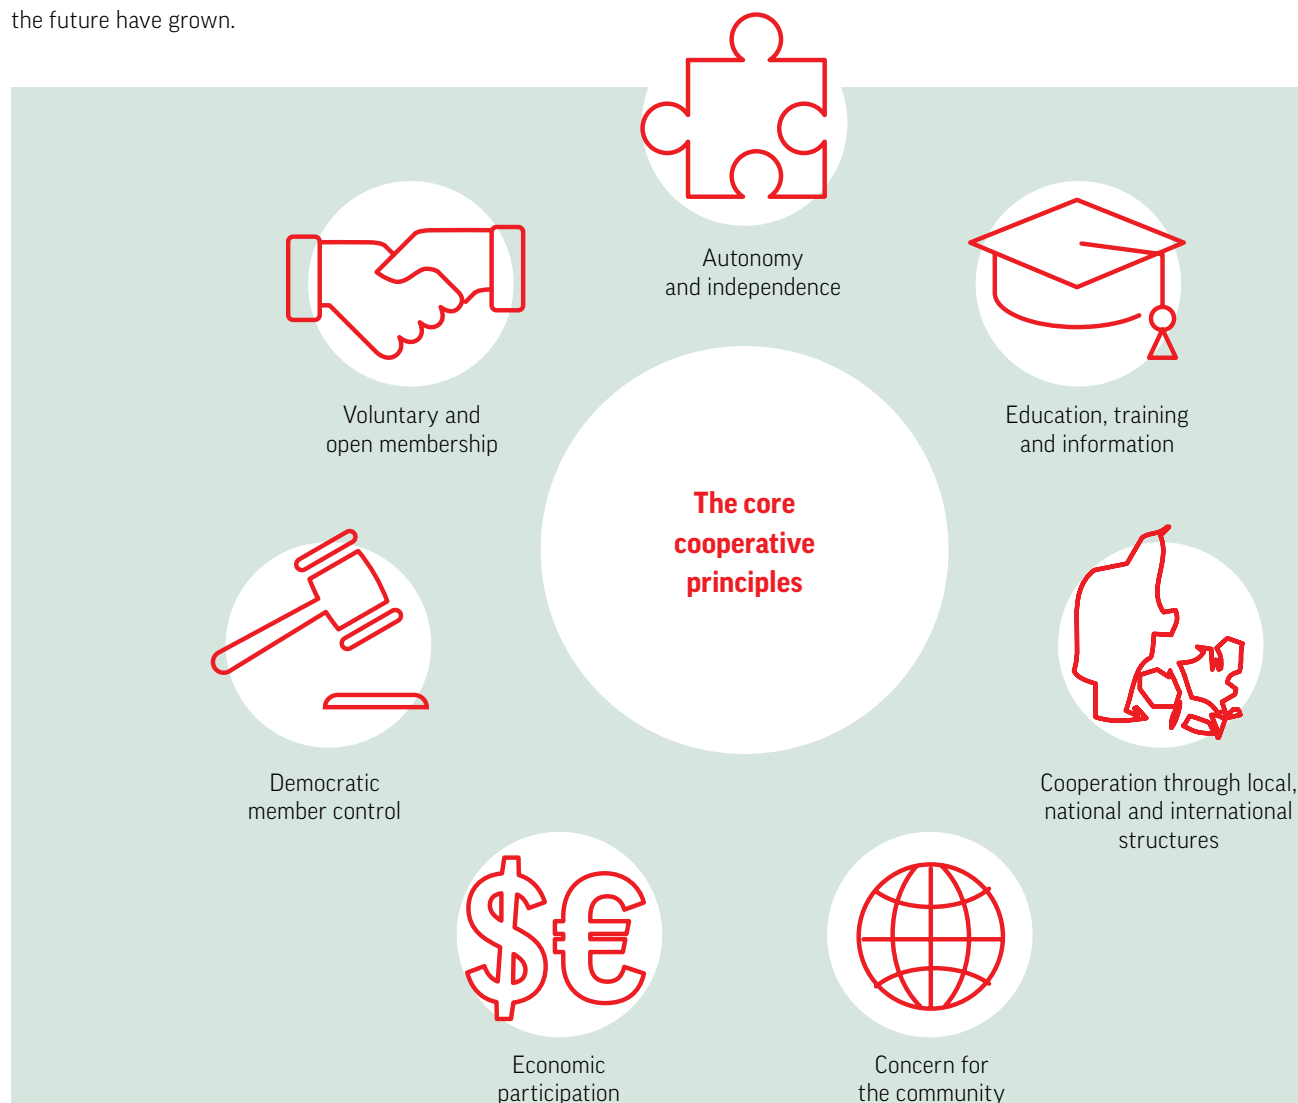 the future have grown.
Autonomy
and independence
Voluntary and
open membership
Education, training
and information
The core
cooperative
principles
Democratic
member control
Cooperation through local,
national and international
structures
Economic
participation
Concern for
the community